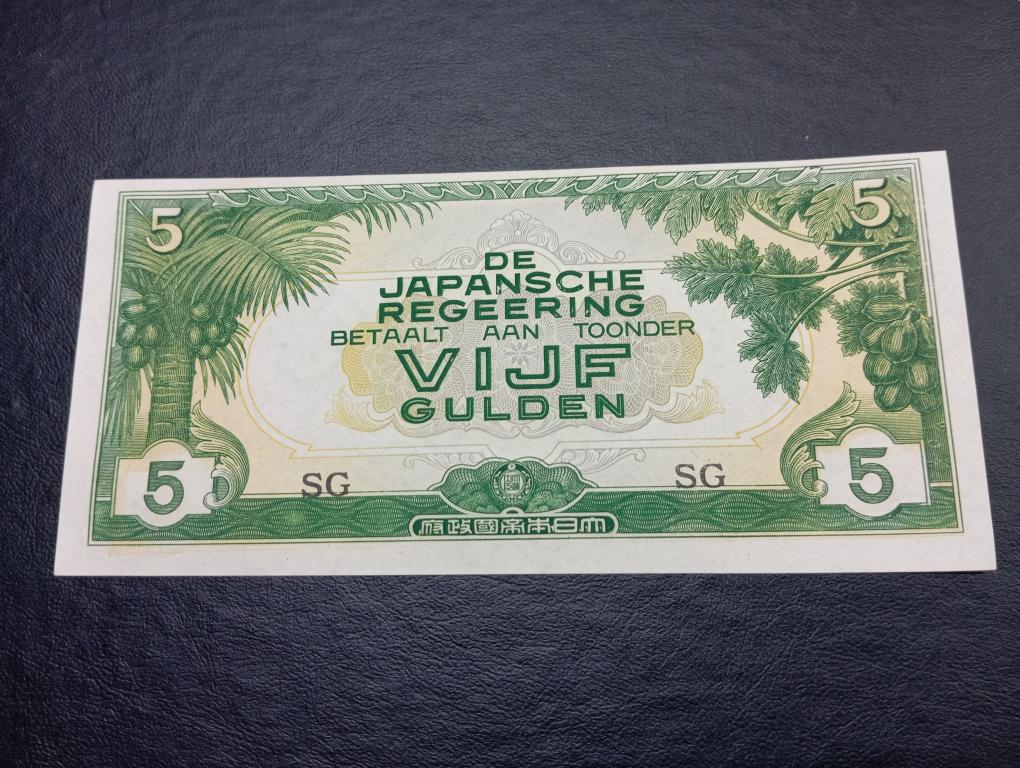 5 5
DE
JAPANSCHE
REGEERING
BETAALT AAN TOONDER
VIJF
GULDEN
5 5
SG SG
府政國帝本日大